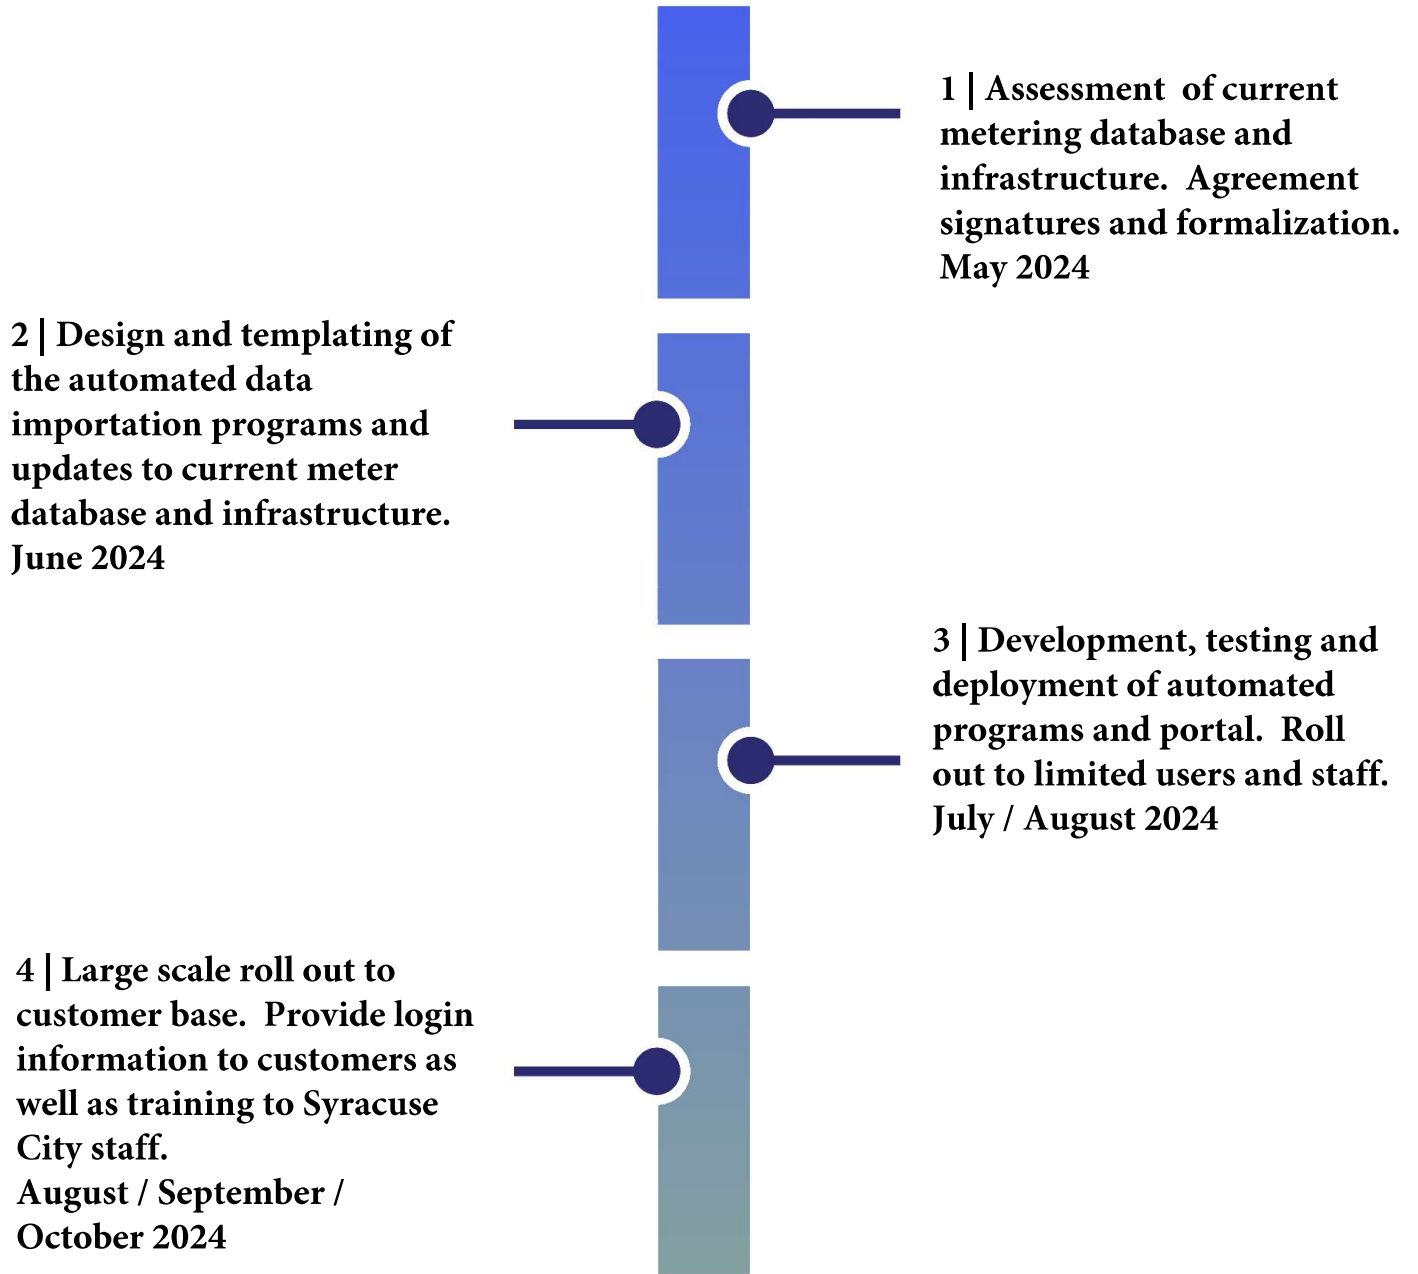 1 | Assessment  of current
metering database and
infrastructure.  Agreement
signatures and formalization.
May 2024
2 | Design and templating of
the automated data
importation programs and
updates to current meter
database and infrastructure.
June 2024
3 | Development, testing and
deployment of automated
programs and portal.  Roll
out to limited users and staff.
July / August 2024
4 | Large scale roll out to
customer base.  Provide login
information to customers as
well as training to Syracuse
City staff.
August / September /
October 2024